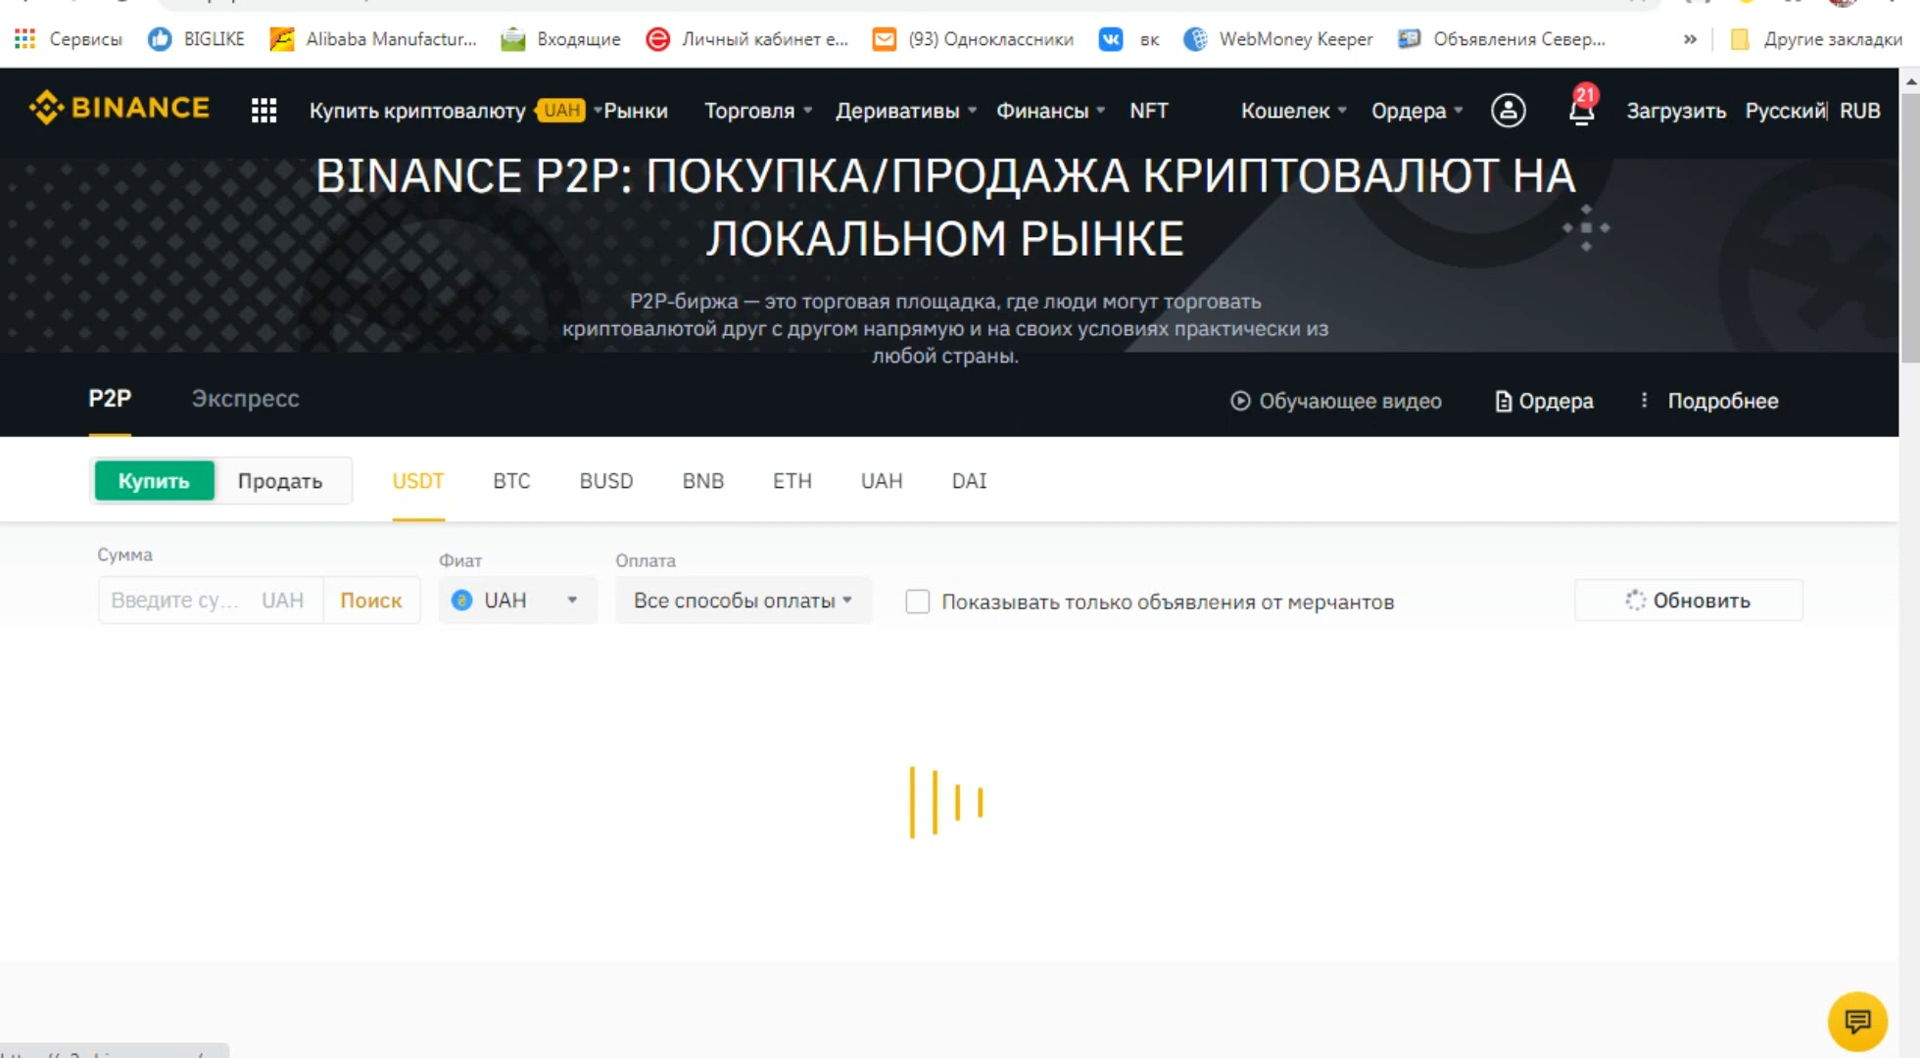 Сервисы BIGLIKE Alibaba Manufactur... Входящие Личный кабинет е... (93) Одноклассники вк WebMoney Keeper Объявления Север... » Другие закладки
BINANCE Купить криптовалюту UAH Рынки Торговля Деривативы Финансы NFT Кошелек Ордера 21 Загрузить Русский| RUB
BINANCE P2P: ПОКУПКА/ПРОДАЖА КРИПТОВАЛЮТ НА
ЛОКАЛЬНОМ РЫНКЕ
P2P-биржа — это торговая площадка, где люди могут торговать
криптовалютой друг с другом напрямую и на своих условиях практически из
любой страны.
P2P Экспресс Обучающее видео Ордера Подробнее
Купить Продать USDT BTC BUSD BNB ETH UAH DAI
Сумма Фиат Оплата
Введите су... UAH Поиск UAH Все способы оплаты Показывать только объявления от мерчантов Обновить